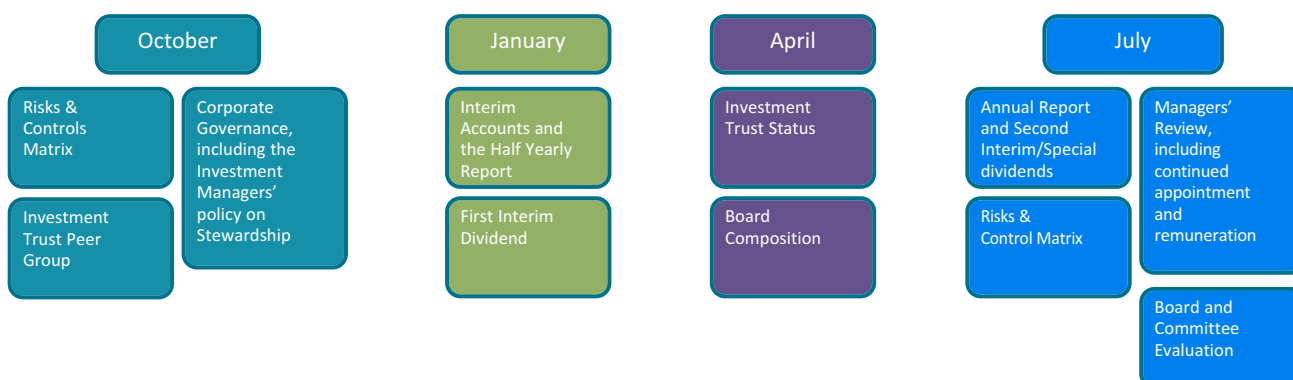 October
Risks &
Controls
Matrix
Investment
Trust Peer
Group
Corporate
Governance,
including the
Investment
Managers’
policy on
Stewardship
January
Interim
Accounts and
the Half Yearly
Report
First Interim
Dividend
April
Investment
Trust Status
Board
Composition
July
Annual Report
and Second
Interim/Special
dividends
Risks &
Control Matrix
Managers’
Review,
including
continued
appointment
and
remuneration
Board and
Committee
Evaluation